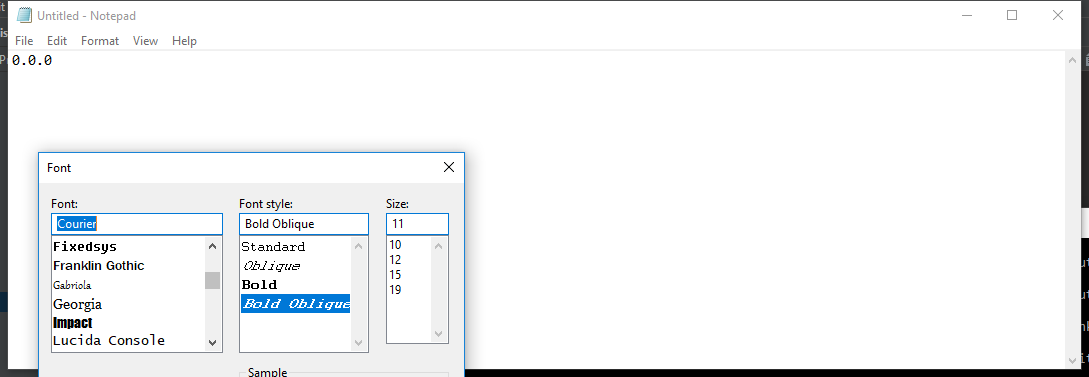 Untitled - Notepad
File Edit Format View Help
0.0.0
Font
Font: Font style: Size:
Courier Bold Oblique 11
Fixedsys
Franklin Gothic
Gabriola
Georgia
Impact
Lucida Console
Standard
Oblique
Bold
Bold Oblique
10
12
15
19
Sample